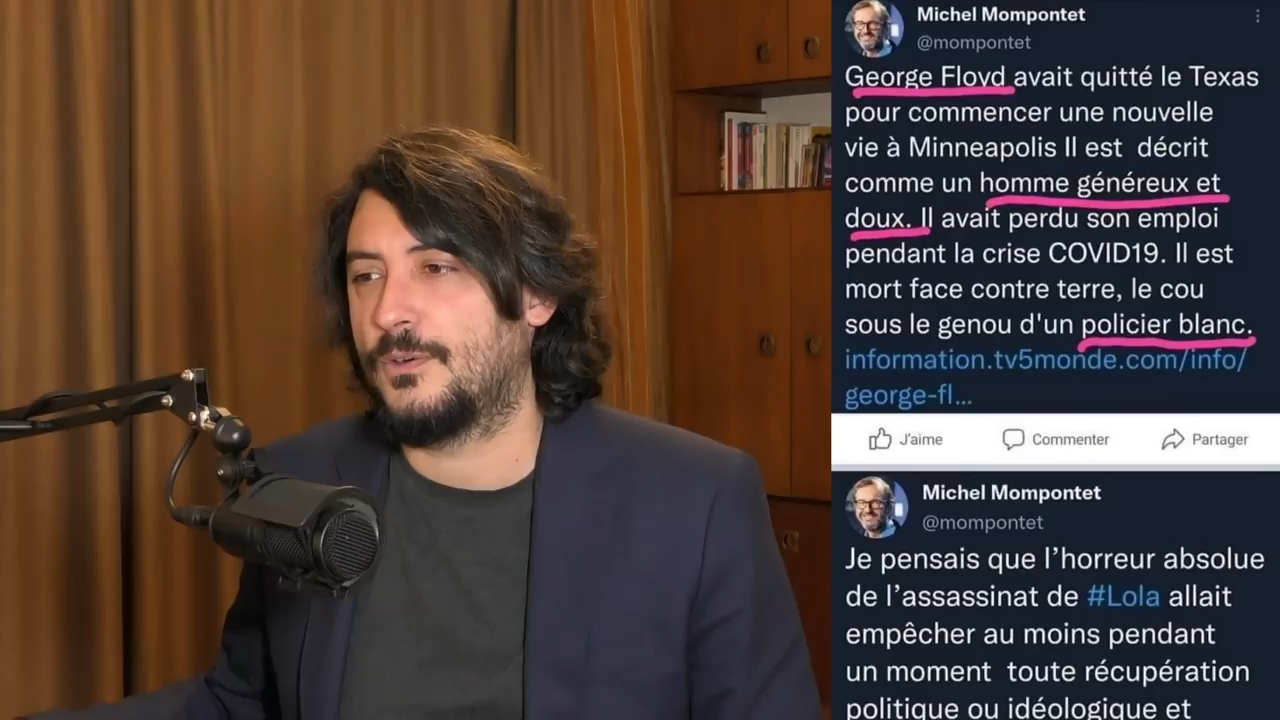 Michel Mompontet
@mompontet
George Floyd avait quitté le Texas
pour commencer une nouvelle
vie à Minneapolis Il est décrit
comme un homme généreux et
doux. Il avait perdu son emploi
pendant la crise COVID19. Il est
mort face contre terre, le cou
sous le genou d'un policier blanc.
information.tv5monde.com/info/
george-fl...
J'aime
Commenter
Partager
Michel Mompontet
@mompontet
Je pensais que l'horreur absolue
de l'assassinat de #Lola allait
empêcher au moins pendant
un moment toute récupération
politique ou idéologique et